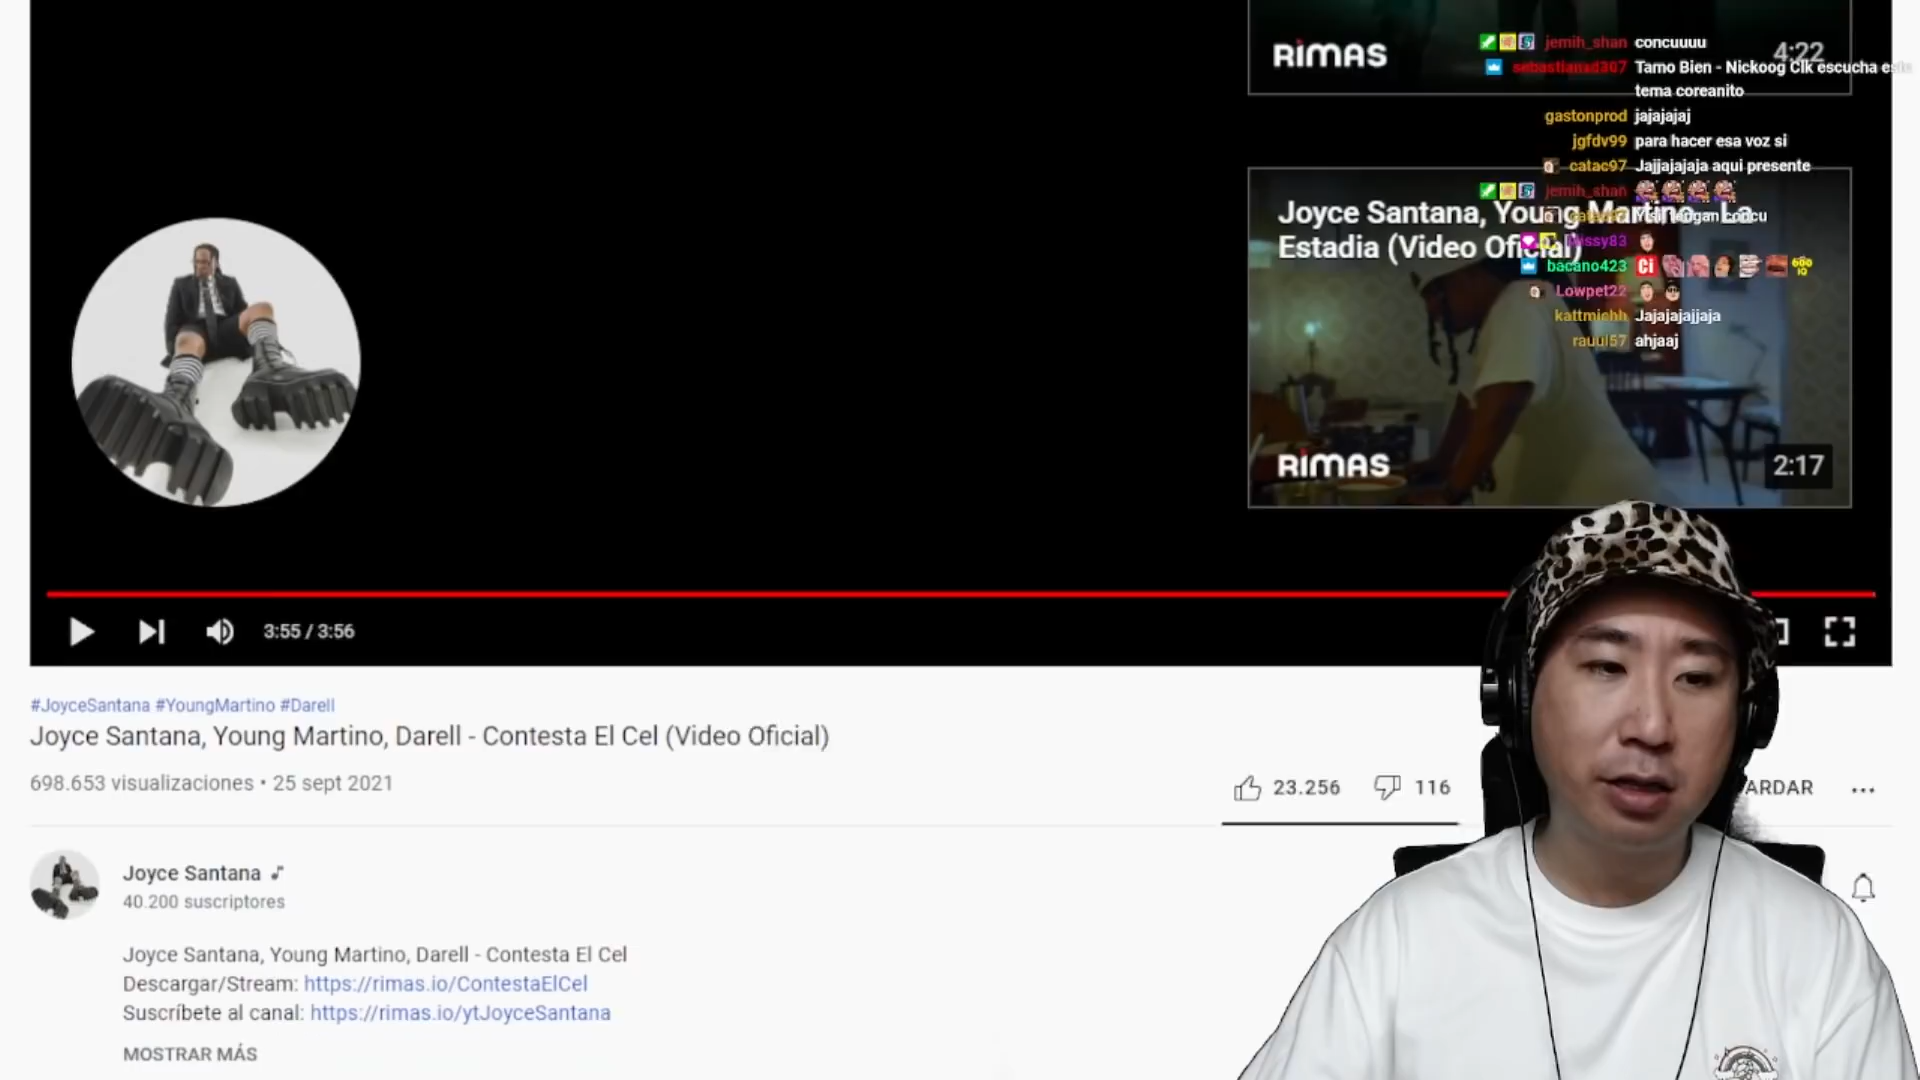 RIMAS
4:22
jemih_shan concuuuu
sebastianxd307 Tamo Bien - Nickoog Clk escucha este
tema coreanito
gastonprod jajajajaj
jgfdv99 para hacer esa voz si
catac97 Jajjajajaja aqui presente
jemih_shan
Joyce Santana, Young Martino - La
Estadia (Video Oficial)
tengan concu
bacano423
Lowpet22
kattmichh Jajajajajjaja
rauul57 ahjaaj
RIMAS
2:17
3:55 / 3:56
#JoyceSantana #YoungMartino #Darell
Joyce Santana, Young Martino, Darell - Contesta El Cel (Video Oficial)
698.653 visualizaciones • 25 sept 2021
23.256
116
ARDAR
Joyce Santana
40.200 suscriptores
Joyce Santana, Young Martino, Darell - Contesta El Cel
Descargar/Stream: https://rimas.io/ContestaElCel
Suscríbete al canal: https://rimas.io/ytJoyceSantana
MOSTRAR MÁS